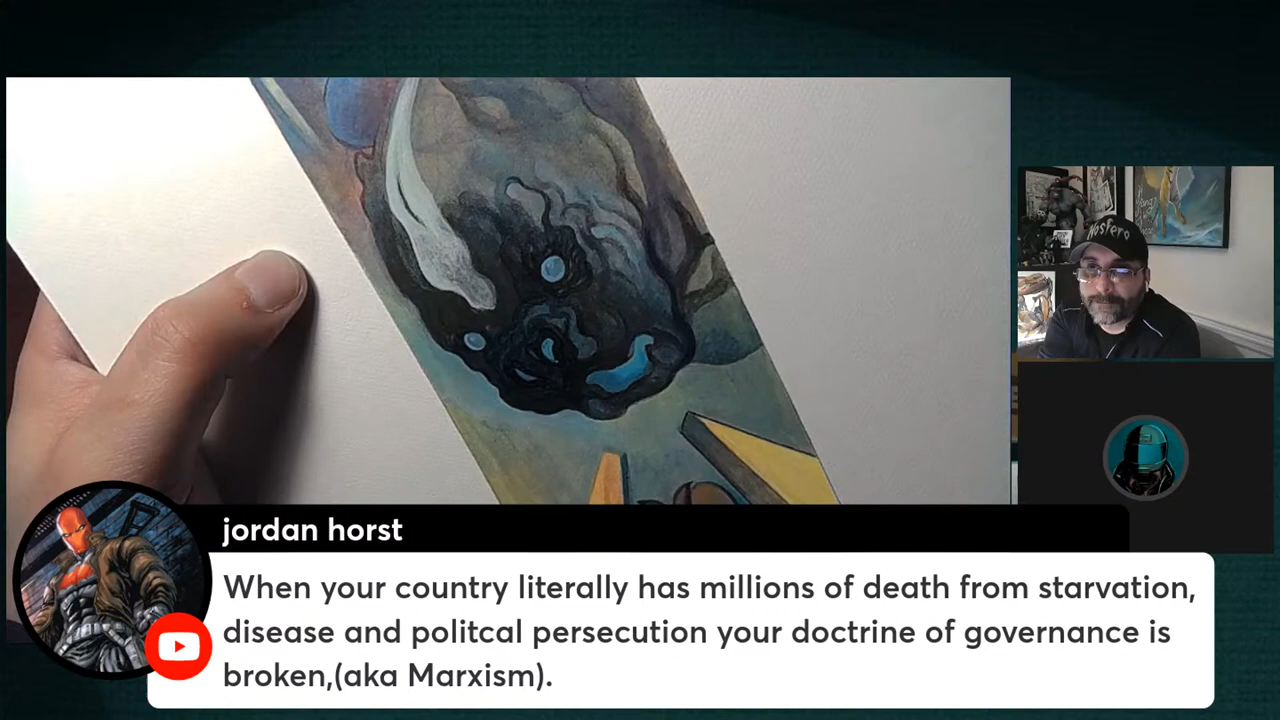 Nosfero
jordan horst
When your country literally has millions of death from starvation,
disease and politcal persecution your doctrine of governance is
broken,(aka Marxism).